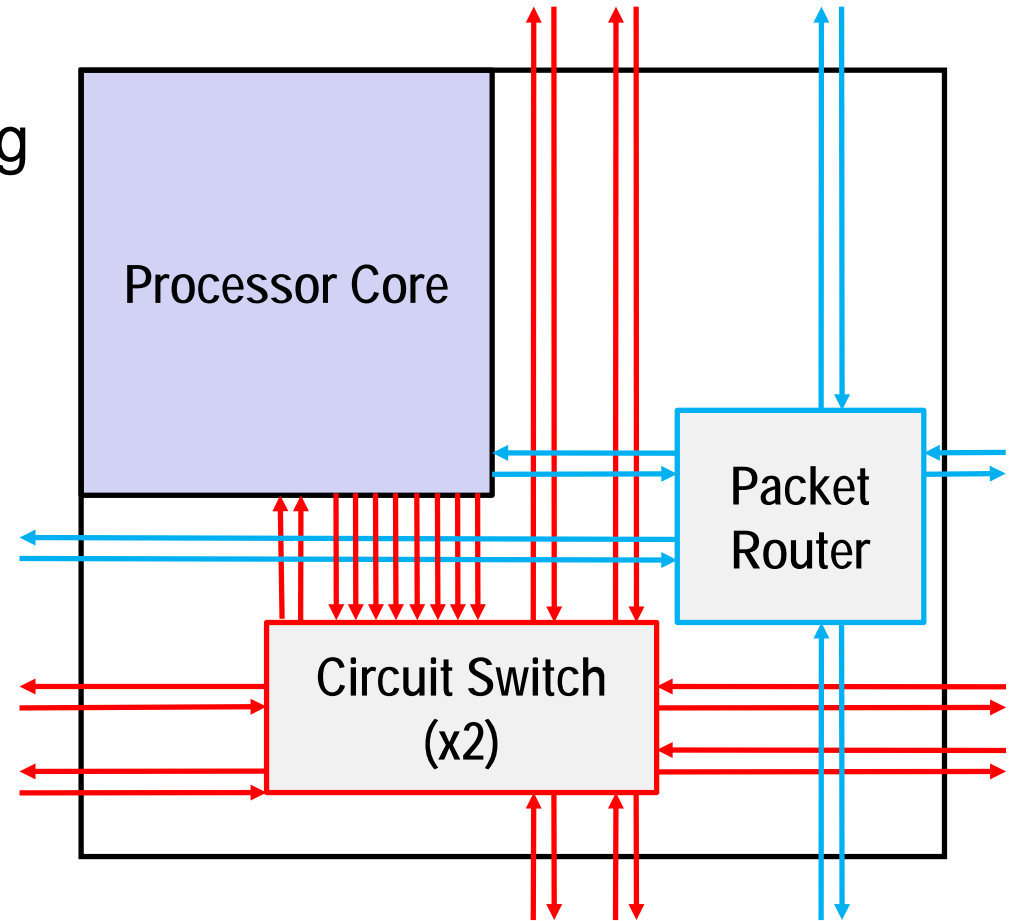 g
Processor Core
Packet
Router
Circuit Switch
(x2)